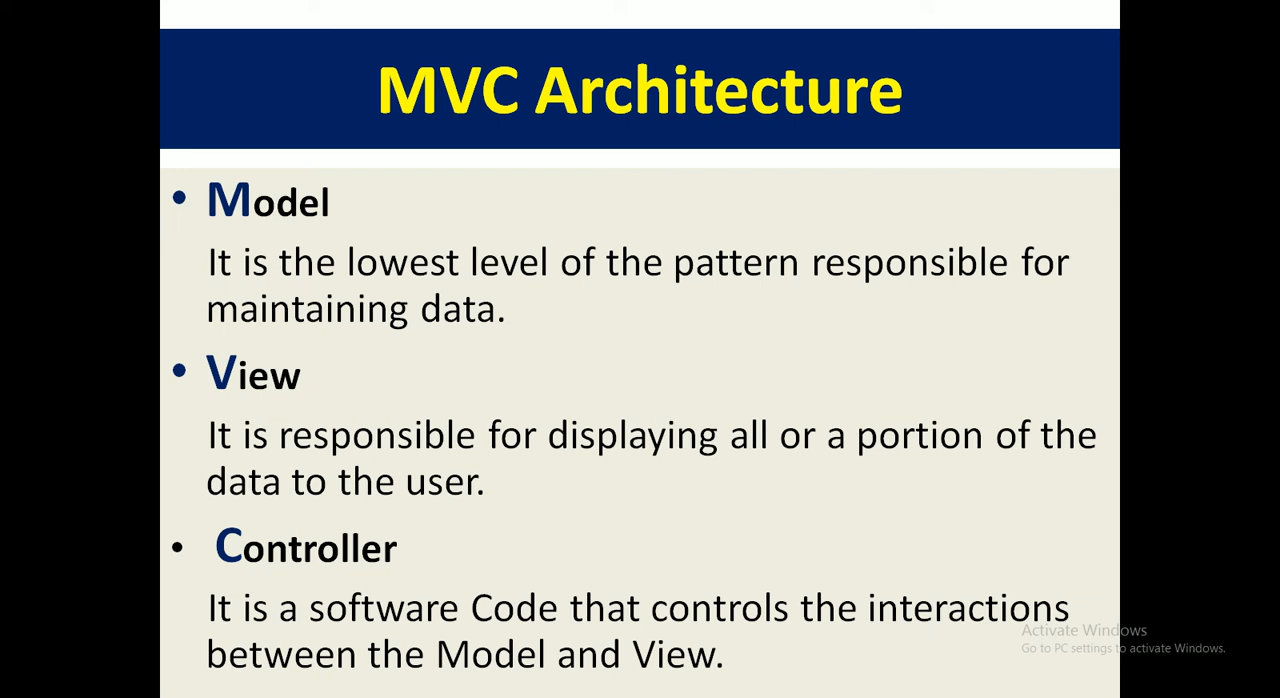 MVC Architecture
• Model
It is the lowest level of the pattern responsible for
maintaining data.
• View
It is responsible for displaying all or a portion of the
data to the user.
• Controller
It is a software Code that controls the interactions
between the Model and View.
Activate Windows
Go to PC settings to activate Windows.